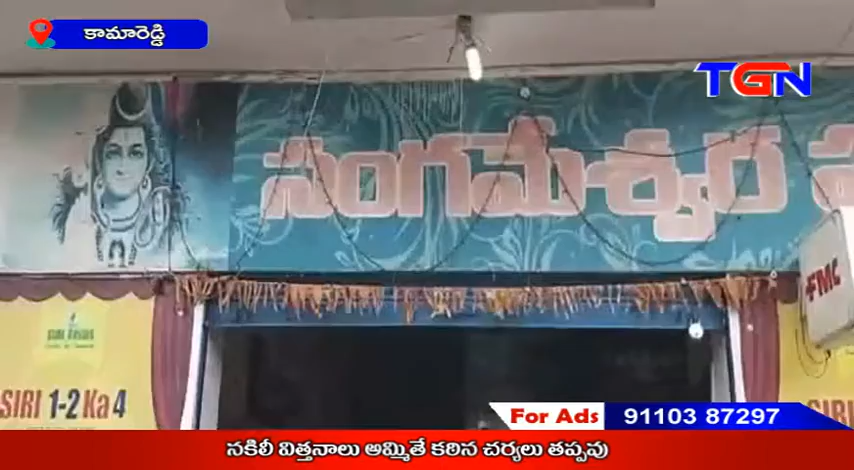 కామారెడ్డి
TGN
సంగమేశ్వర
FMC
SIRI 1-2 Ka 4
SIRI
For Ads 91103 87297
నకిలీ విత్తనాలు అమ్మితే కఠిన చర్యలు తప్పవు